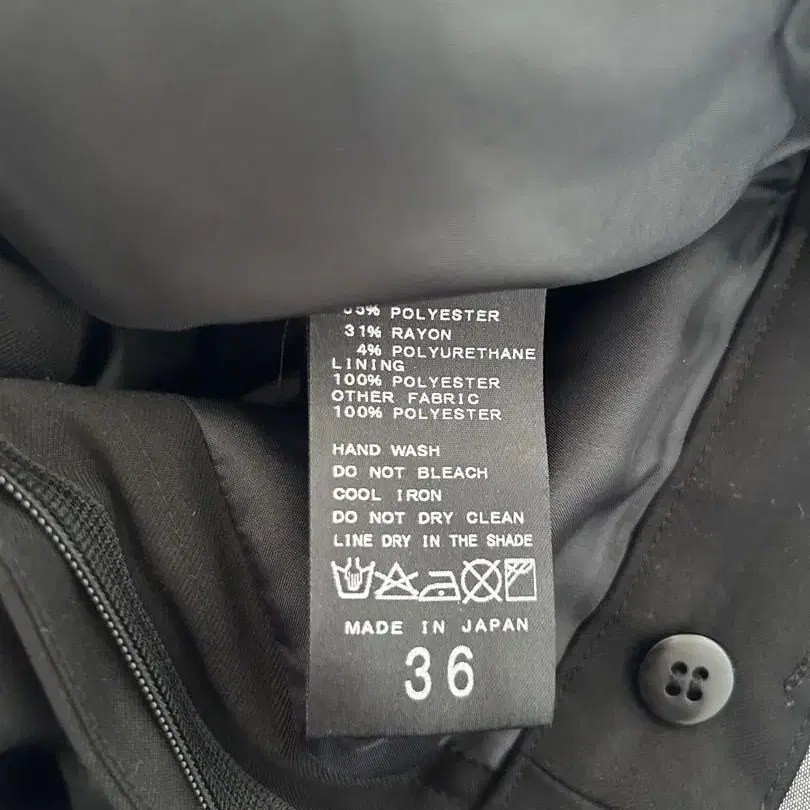 POLYESTER
31% RAYON
4% POLYURETHANE
LINING
100% POLYESTER
OTHER FABRIC
100% POLYESTER
HAND WASH
DO NOT BLEACH
COOL IRON
DO NOT DRY CLEAN
LINE DRY IN THE SHADE
MADE IN JAPAN
36